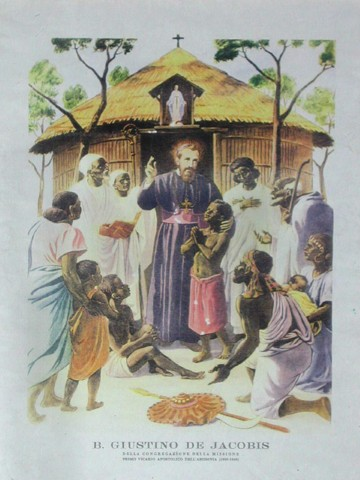 B. GIUSTINO DE JACOBIS
DELLA CONGREGAZIONE DELLA MISSIONE
PRIMO VICARIO APOSTOLICO DELL'ABISSINIA